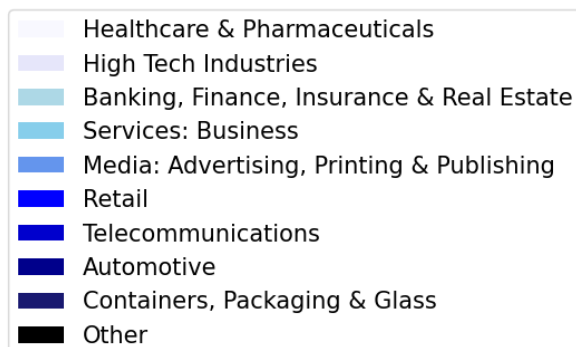 Healthcare & Pharmaceuticals
High Tech Industries
Banking, Finance, Insurance & Real Estate
Services: Business
Media: Advertising, Printing & Publishing
Retail
Telecommunications
Automotive
Containers, Packaging & Glass
Other